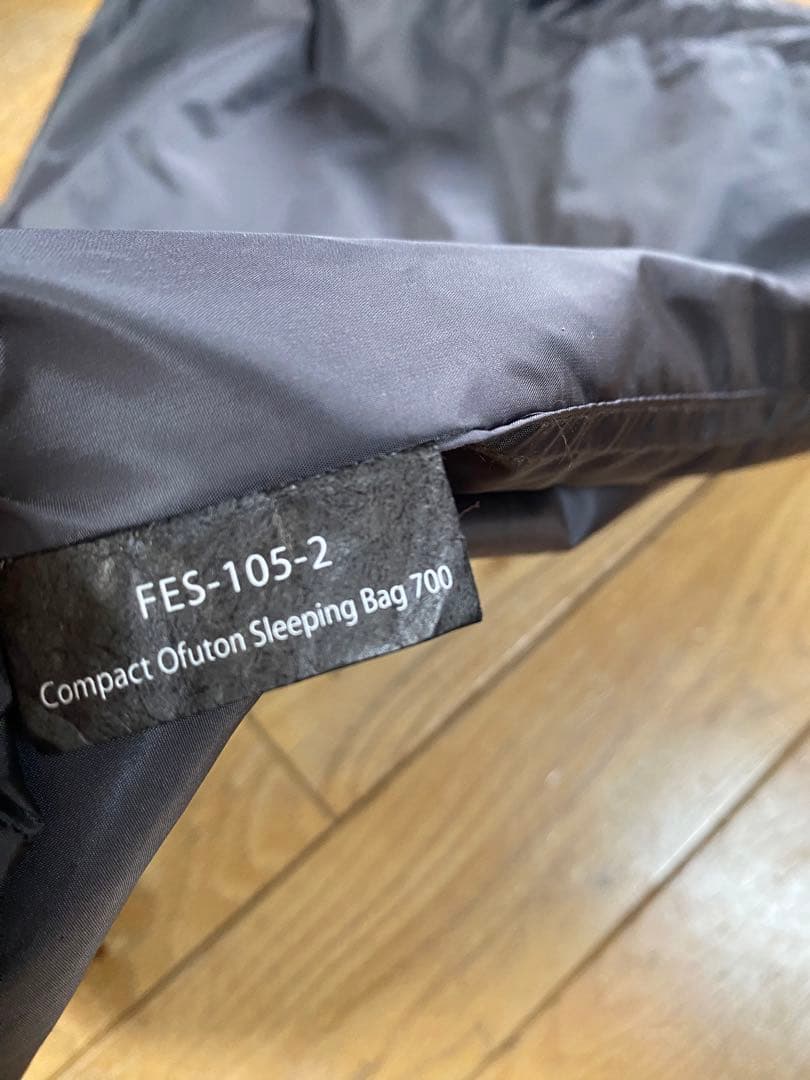 FES-105-2
Compact Ofuton Sleeping Bag 700